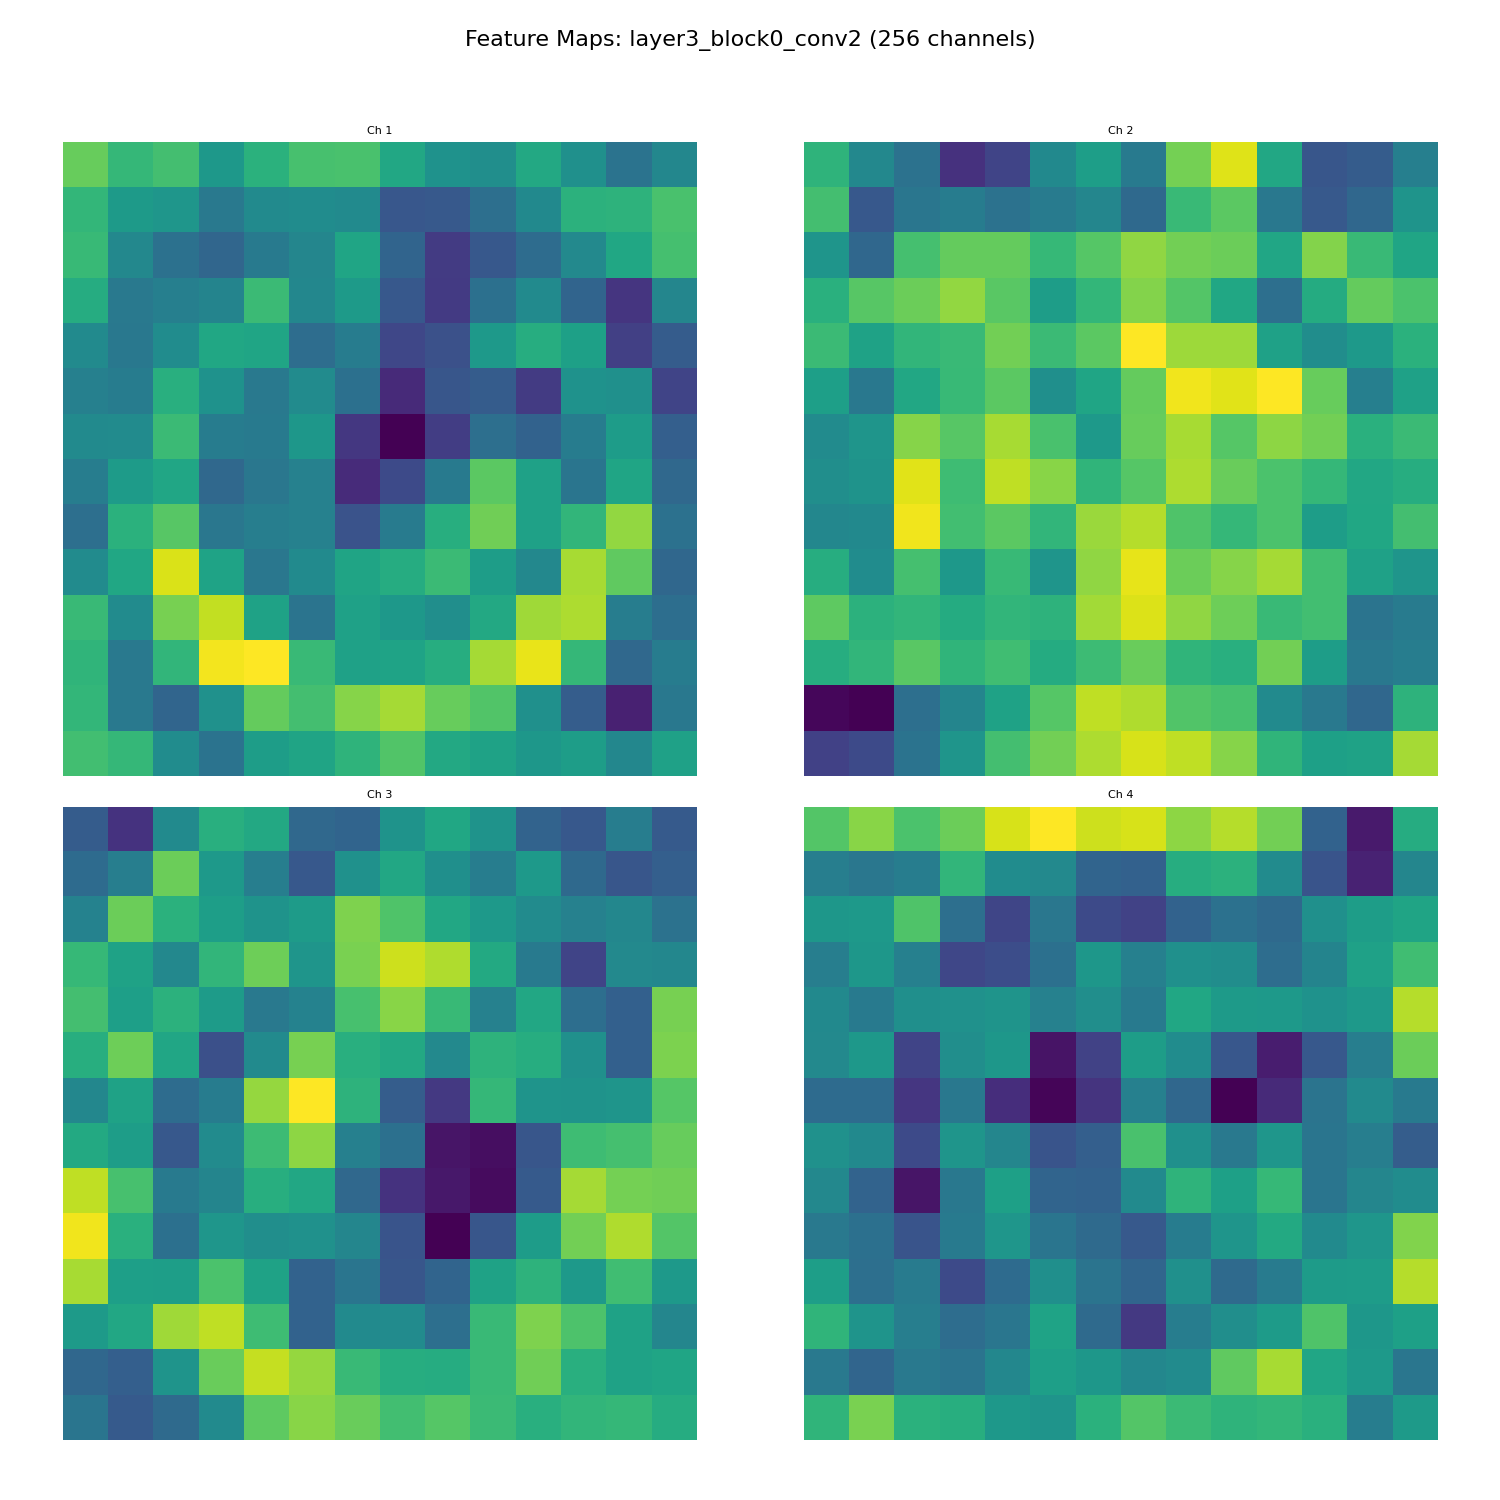 Feature Maps: layer3_block0_conv2 (256 channels)
Ch 1
Ch 2
Ch 3
Ch 4